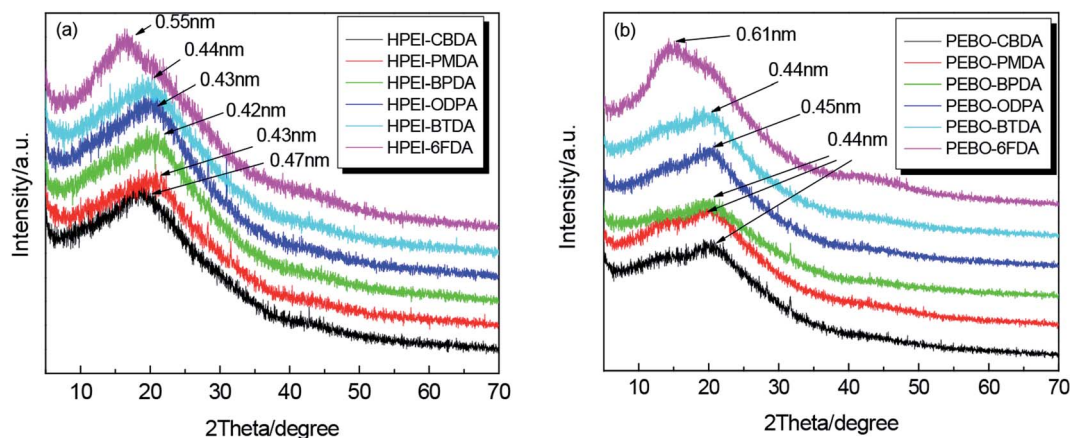 (a)
0.55nm
0.44nm
0.43nm
0.42nm
0.43nm
0.47nm
HPEI-CBDA
HPEI-PMDA
HPEI-BPDA
HPEI-ODPA
HPEI-BTDA
HPEI-6FDA
Intensity/a.u.
10 20 30 40 50 60 70
2Theta/degree
(b)
0.61nm
0.44nm
0.45nm
0.44nm
PEBO-CBDA
PEBO-PMDA
PEBO-BPDA
PEBO-ODPA
PEBO-BTDA
PEBO-6FDA
Intensity/a.u.
10 20 30 40 50 60 70
2Theta/degree